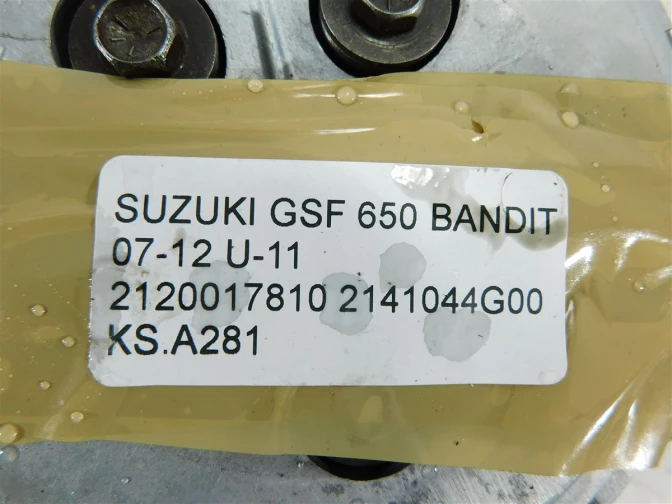 SUZUKI GSF 650 BANDIT
07-12 U-11
2120017810 2141044G00
KS.A281